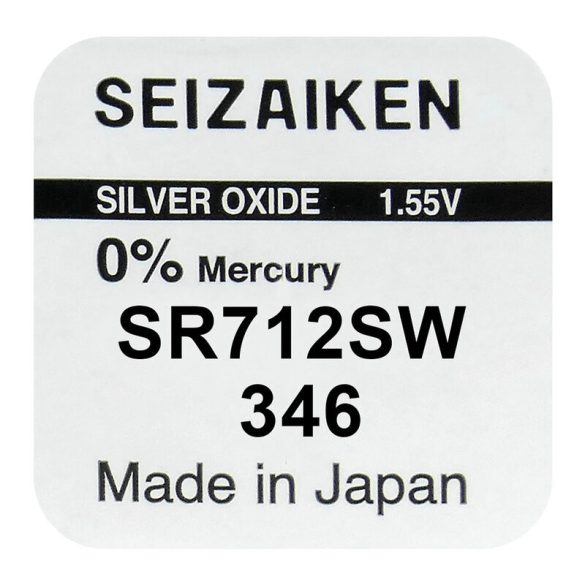 SEIZAIKEN
SILVER OXIDE 1.55V
0% Mercury
SR712SW
346
Made in Japan